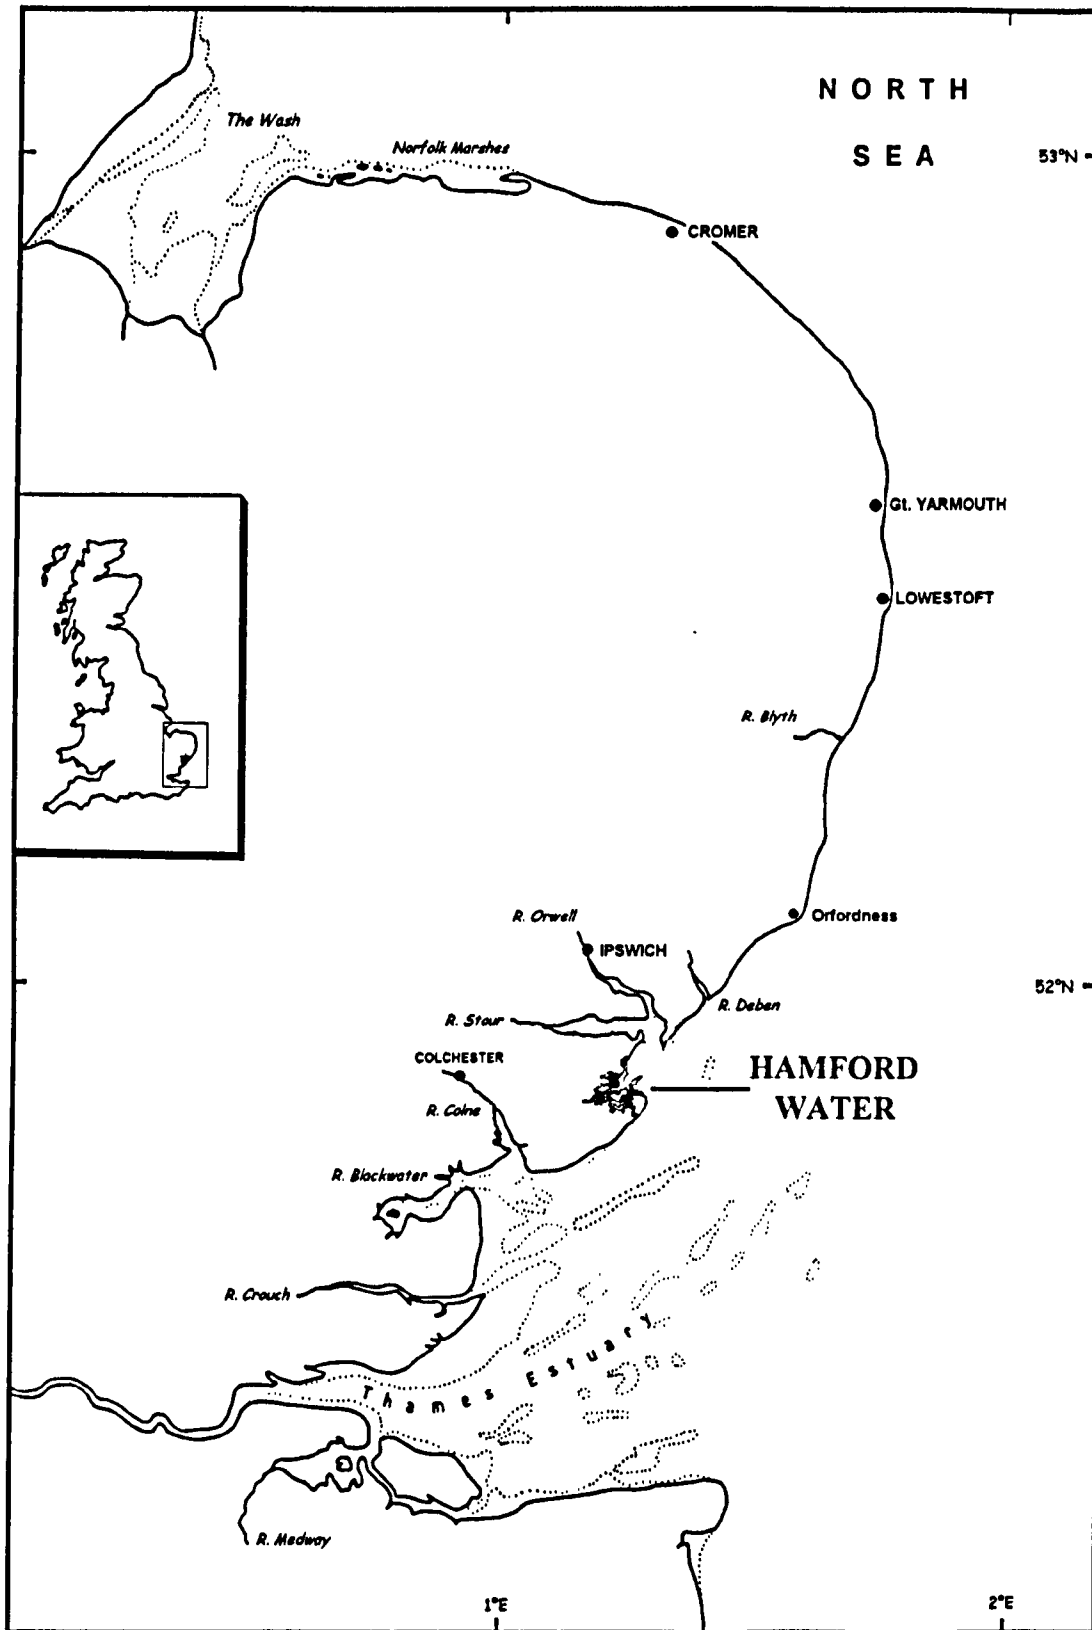 NORTH
SEA
The Wash
Norfolk Marshes
53°N
CROMER
Gt. YARMOUTH
LOWESTOFT
R. Blyth
Orfordness
R. Orwell
IPSWICH
52°N
R. Deben
R. Stour
COLCHESTER
HAMFORD
WATER
R. Colne
R. Blackwater
R. Crouch
Thames Estuary
R. Medway
1°E
2°E